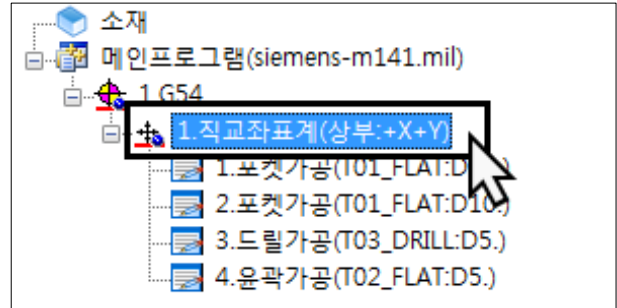 소재
메인프로그램(siemens-m141.mil)
1.G54
1.직교좌표계(상부:+X+Y)
1.포켓가공(T01_FLAT:D
2.포켓가공(T01_FLAT:D10.)
3.드릴가공(T03_DRILL:D5.)
4.윤곽가공(T02_FLAT:D5.)